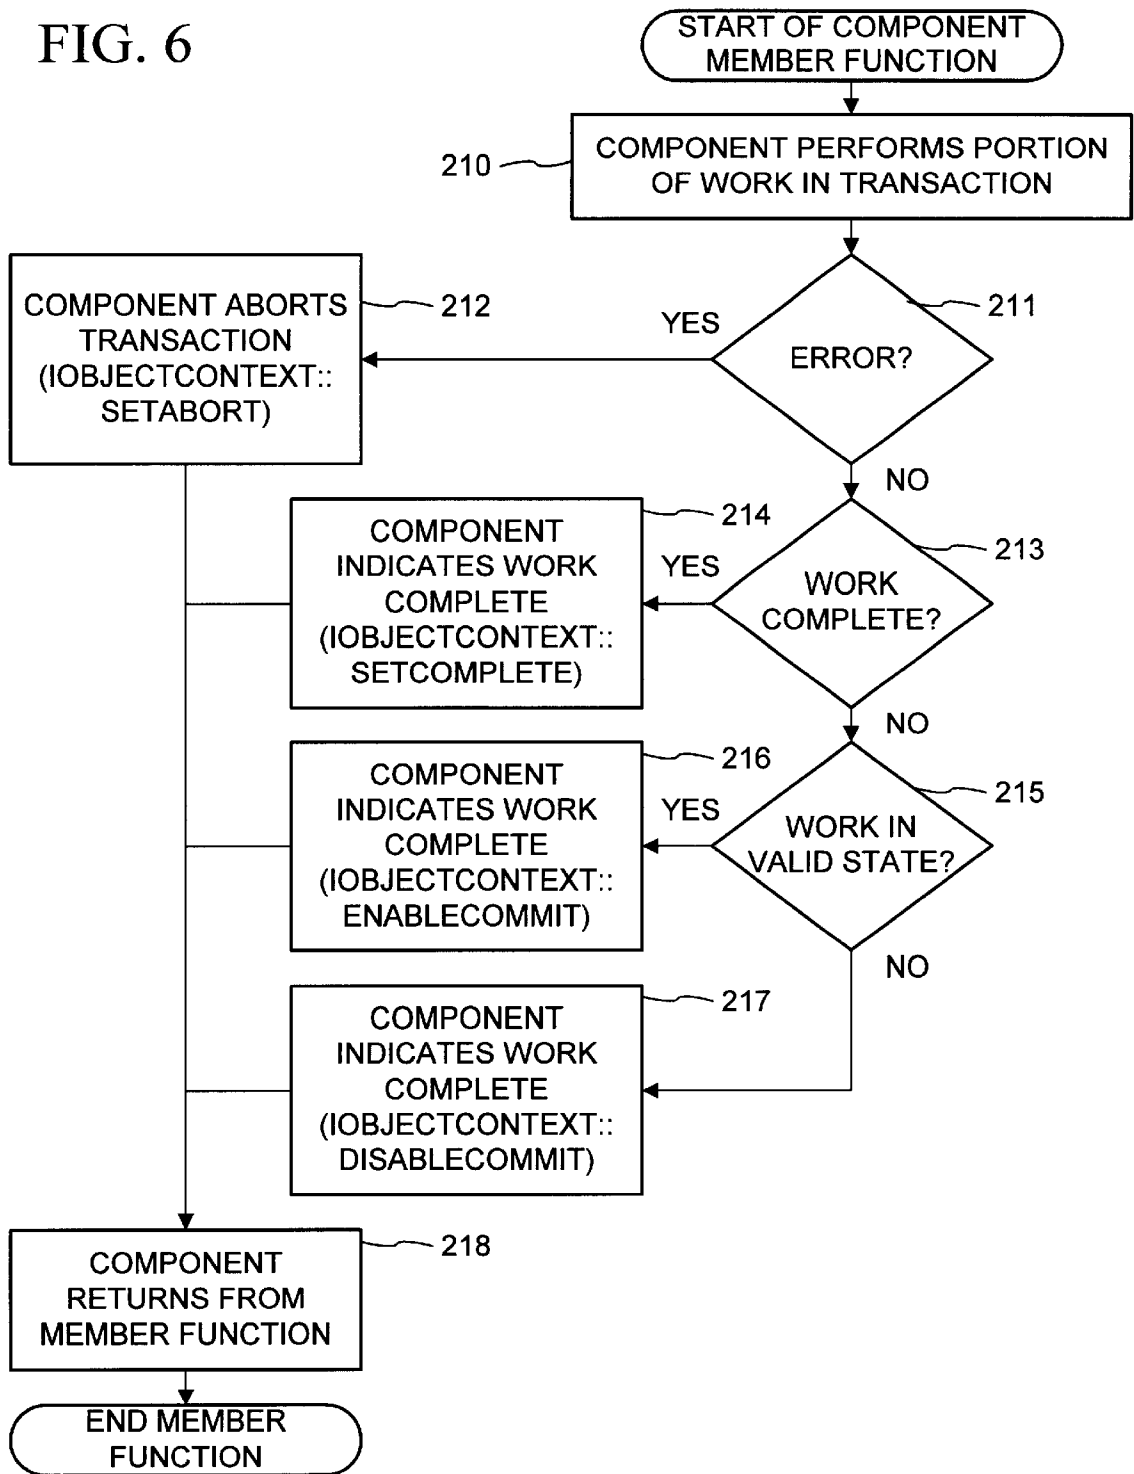 FIG. 6
START OF COMPONENT
MEMBER FUNCTION
210
COMPONENT PERFORMS PORTION
OF WORK IN TRANSACTION
COMPONENT ABORTS
TRANSACTION
(IOBJECTCONTEXT::
SETABORT)
212
YES
ERROR?
211
NO
COMPONENT
INDICATES WORK
COMPLETE
(IOBJECTCONTEXT::
SETCOMPLETE)
214
YES
WORK
COMPLETE?
213
NO
COMPONENT
INDICATES WORK
COMPLETE
(IOBJECTCONTEXT::
ENABLECOMMIT)
216
YES
WORK IN
VALID STATE?
215
NO
COMPONENT
INDICATES WORK
COMPLETE
(IOBJECTCONTEXT::
DISABLECOMMIT)
217
COMPONENT
RETURNS FROM
MEMBER FUNCTION
218
END MEMBER
FUNCTION